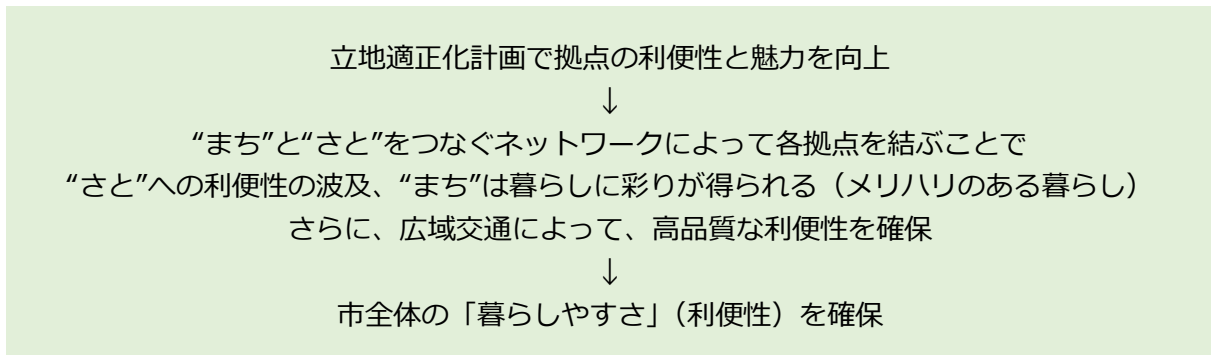 立地適正化計画で拠点の利便性と魅力を向上
↓
“まち”と“さと”をつなぐネットワークによって各拠点を結ぶことで
“さと”への利便性の波及、“まち”は暮らしに彩りが得られる（メリハリのある暮らし）
さらに、広域交通によって、高品質な利便性を確保
↓
市全体の「暮らしやすさ」（利便性）を確保